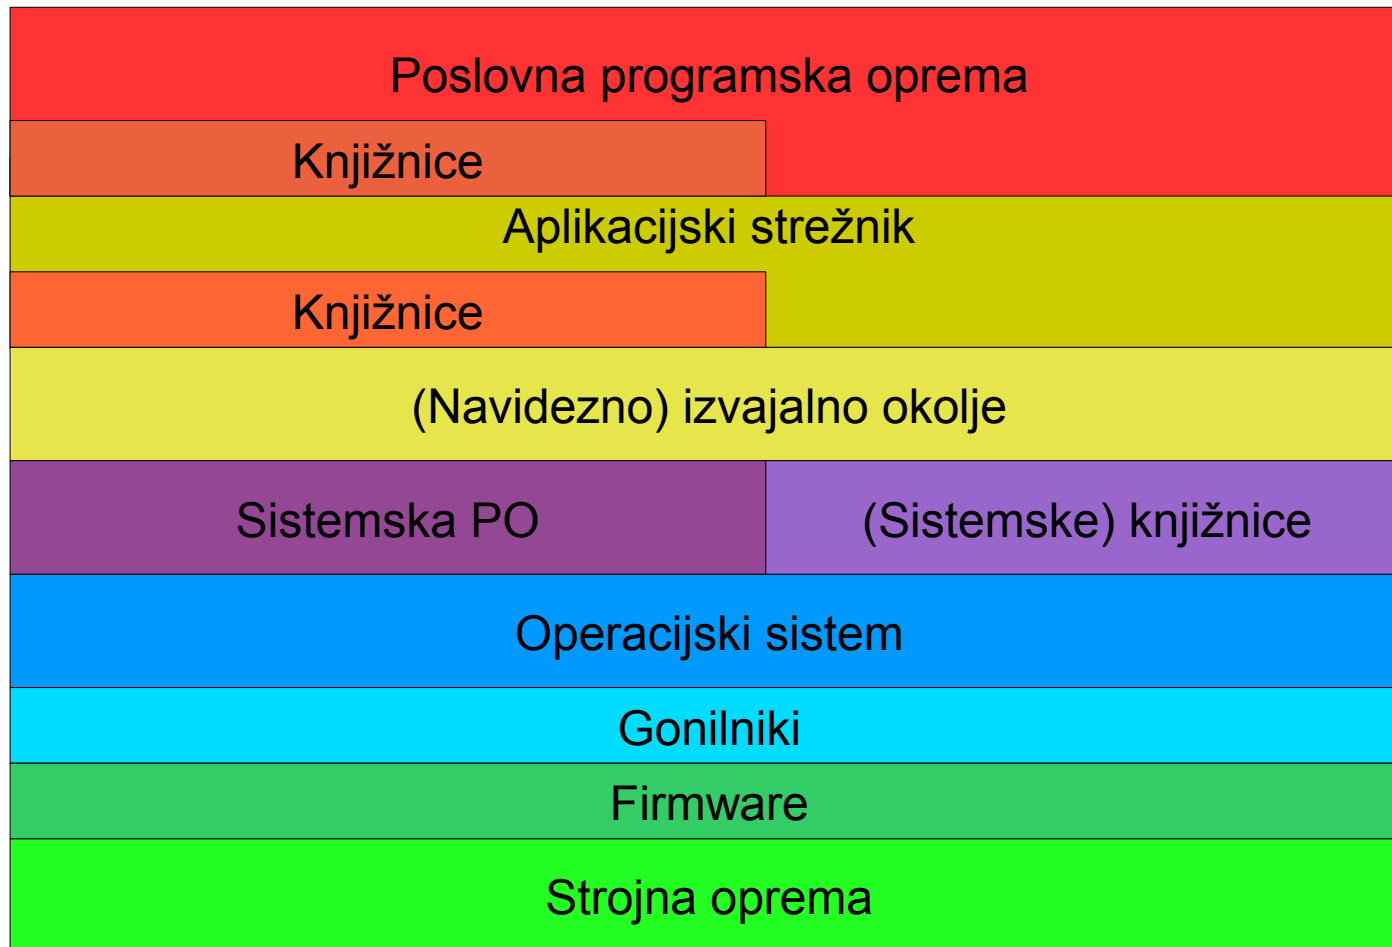 Poslovna programska oprema
Knjižnice
Aplikacijski strežnik
Knjižnice
(Navidezno) izvajalno okolje
Sistemska PO
(Sistemske) knjižnice
Operacijski sistem
Gonilniki
Firmware
Strojna oprema